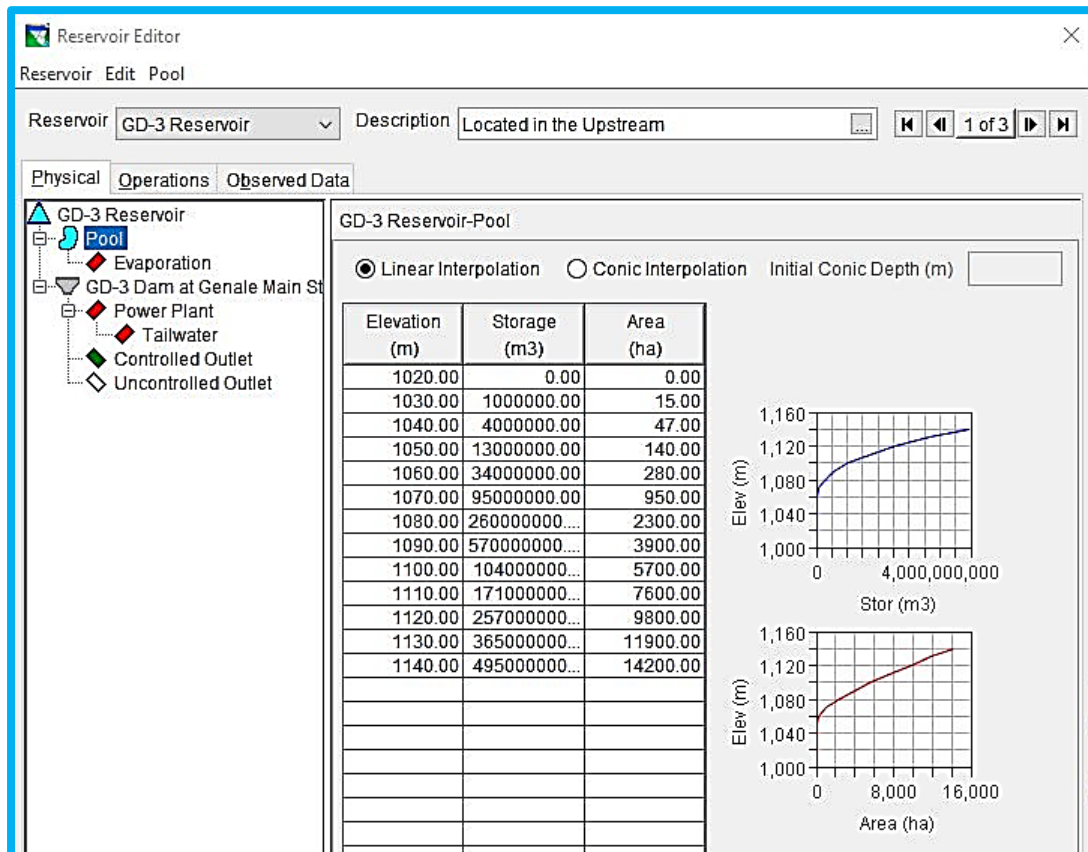 Reservoir Editor
Reservoir Edit Pool
Reservoir GD-3 Reservoir Description Located in the Upstream ... 1 of 3
Physical Operations Observed Data
GD-3 Reservoir
Pool
Evaporation
GD-3 Dam at Genale Main St
Power Plant
Tailwater
Controlled Outlet
Uncontrolled Outlet
GD-3 Reservoir-Pool
Linear Interpolation Conic Interpolation Initial Conic Depth (m)
Elevation (m) Storage (m3) Area (ha)
1020.00 0.00 0.00
1030.00 1000000.00 15.00
1040.00 4000000.00 47.00
1050.00 13000000.00 140.00
1060.00 34000000.00 280.00
1070.00 95000000.00 950.00
1080.00 260000000.... 2300.00
1090.00 570000000.... 3900.00
1100.00 104000000... 5700.00
1110.00 171000000... 7600.00
1120.00 257000000... 9800.00
1130.00 365000000... 11900.00
1140.00 495000000... 14200.00
1,160
1,120
1,080
1,040
1,000
Elev (m)
0 4,000,000,000
Stor (m3)
1,160
1,120
1,080
1,040
1,000
Elev (m)
0 8,000 16,000
Area (ha)